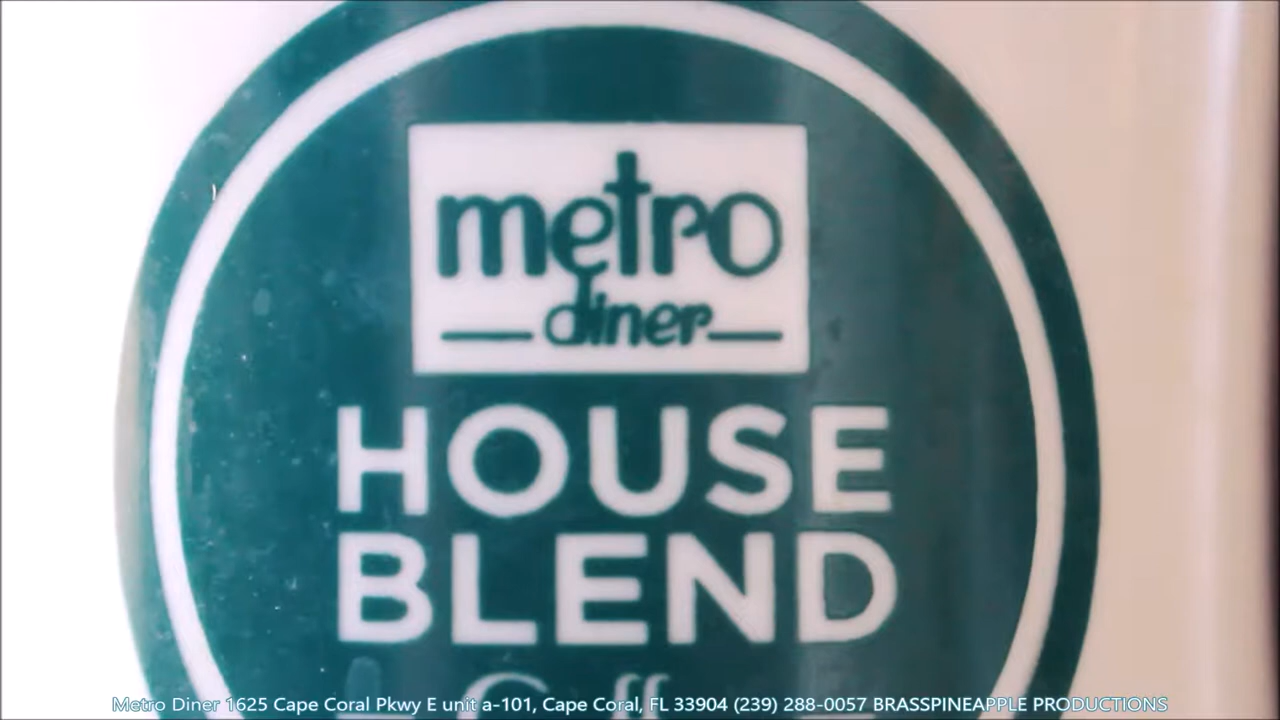 metro
diner
HOUSE
BLEND
Metro Diner 1625 Cape Coral Pkwy E unit a-101, Cape Coral, FL 33904 (239) 288-0057 BRASSPINEAPPLE PRODUCTIONS